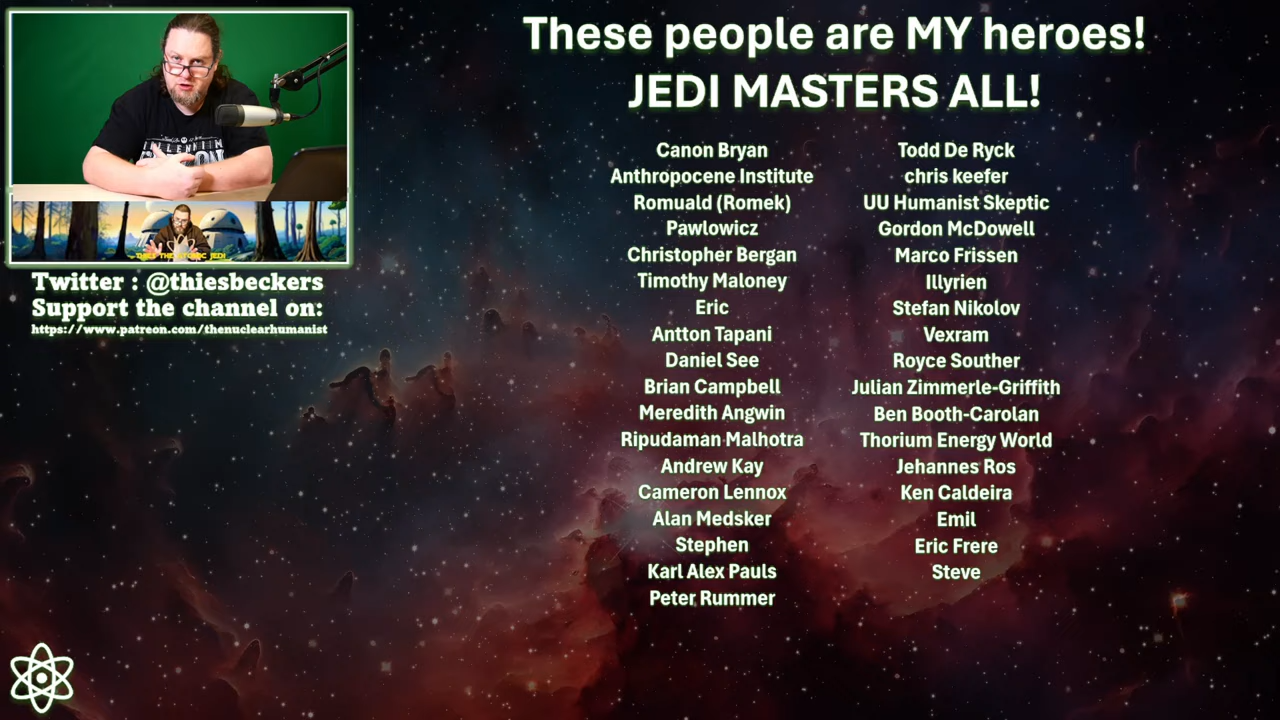 These people are MY heroes!
JEDI MASTERS ALL!
Twitter : @thiesbeckers
Support the channel on:
https://www.patreon.com/thenuclearhumanist
Canon Bryan
Anthropocene Institute
Romuald (Romek)
Pawlowicz
Christopher Bergan
Timothy Maloney
Eric
Antton Tapani
Daniel See
Brian Campbell
Meredith Angwin
Ripudaman Malhotra
Andrew Kay
Cameron Lennox
Alan Medsker
Stephen
Karl Alex Pauls
Peter Rummer
Todd De Ryck
chris keefer
UU Humanist Skeptic
Gordon McDowell
Marco Frissen
Illyrien
Stefan Nikolov
Vexram
Royce Souther
Julian Zimmerle-Griffith
Ben Booth-Carolan
Thorium Energy World
Jehannes Ros
Ken Caldeira
Emil
Eric Frere
Steve